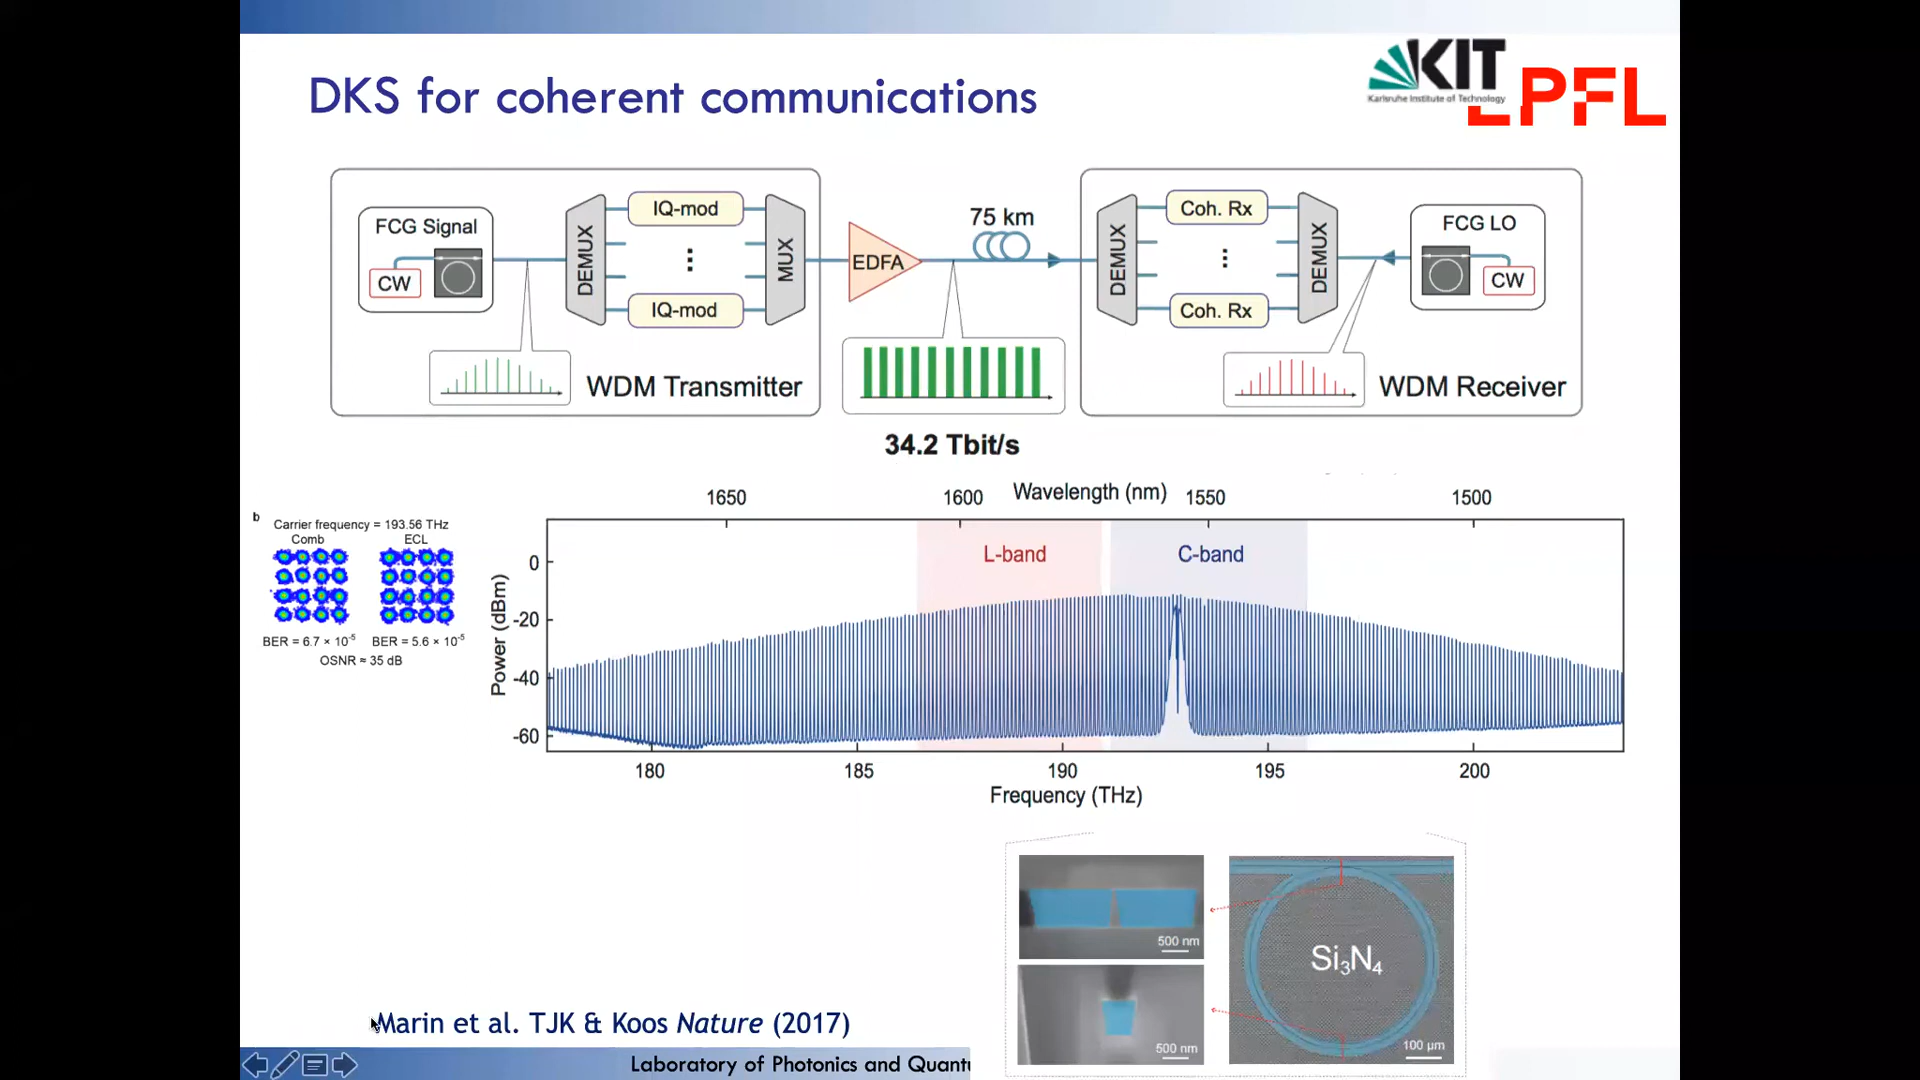 DKS for coherent communications
KIT
Karlsruhe Institute of Technology
EPFL
FCG Signal
CW
DEMUX
IQ-mod
IQ-mod
MUX
WDM Transmitter
EDFA
75 km
34.2 Tbit/s
DEMUX
Coh. Rx
Coh. Rx
DEMUX
FCG LO
CW
WDM Receiver
b
Carrier frequency = 193.56 THz
Comb ECL
BER = 6.7 × 10⁻⁵ BER = 5.6 × 10⁻⁵
OSNR ≈ 35 dB
Wavelength (nm)
1650 1600 1550 1500
L-band C-band
Power (dBm)
0
-20
-40
-60
180 185 190 195 200
Frequency (THz)
500 nm
500 nm
Si₃N₄
100 µm
Marin et al. TJK & Koos Nature (2017)
Laboratory of Photonics and Quant